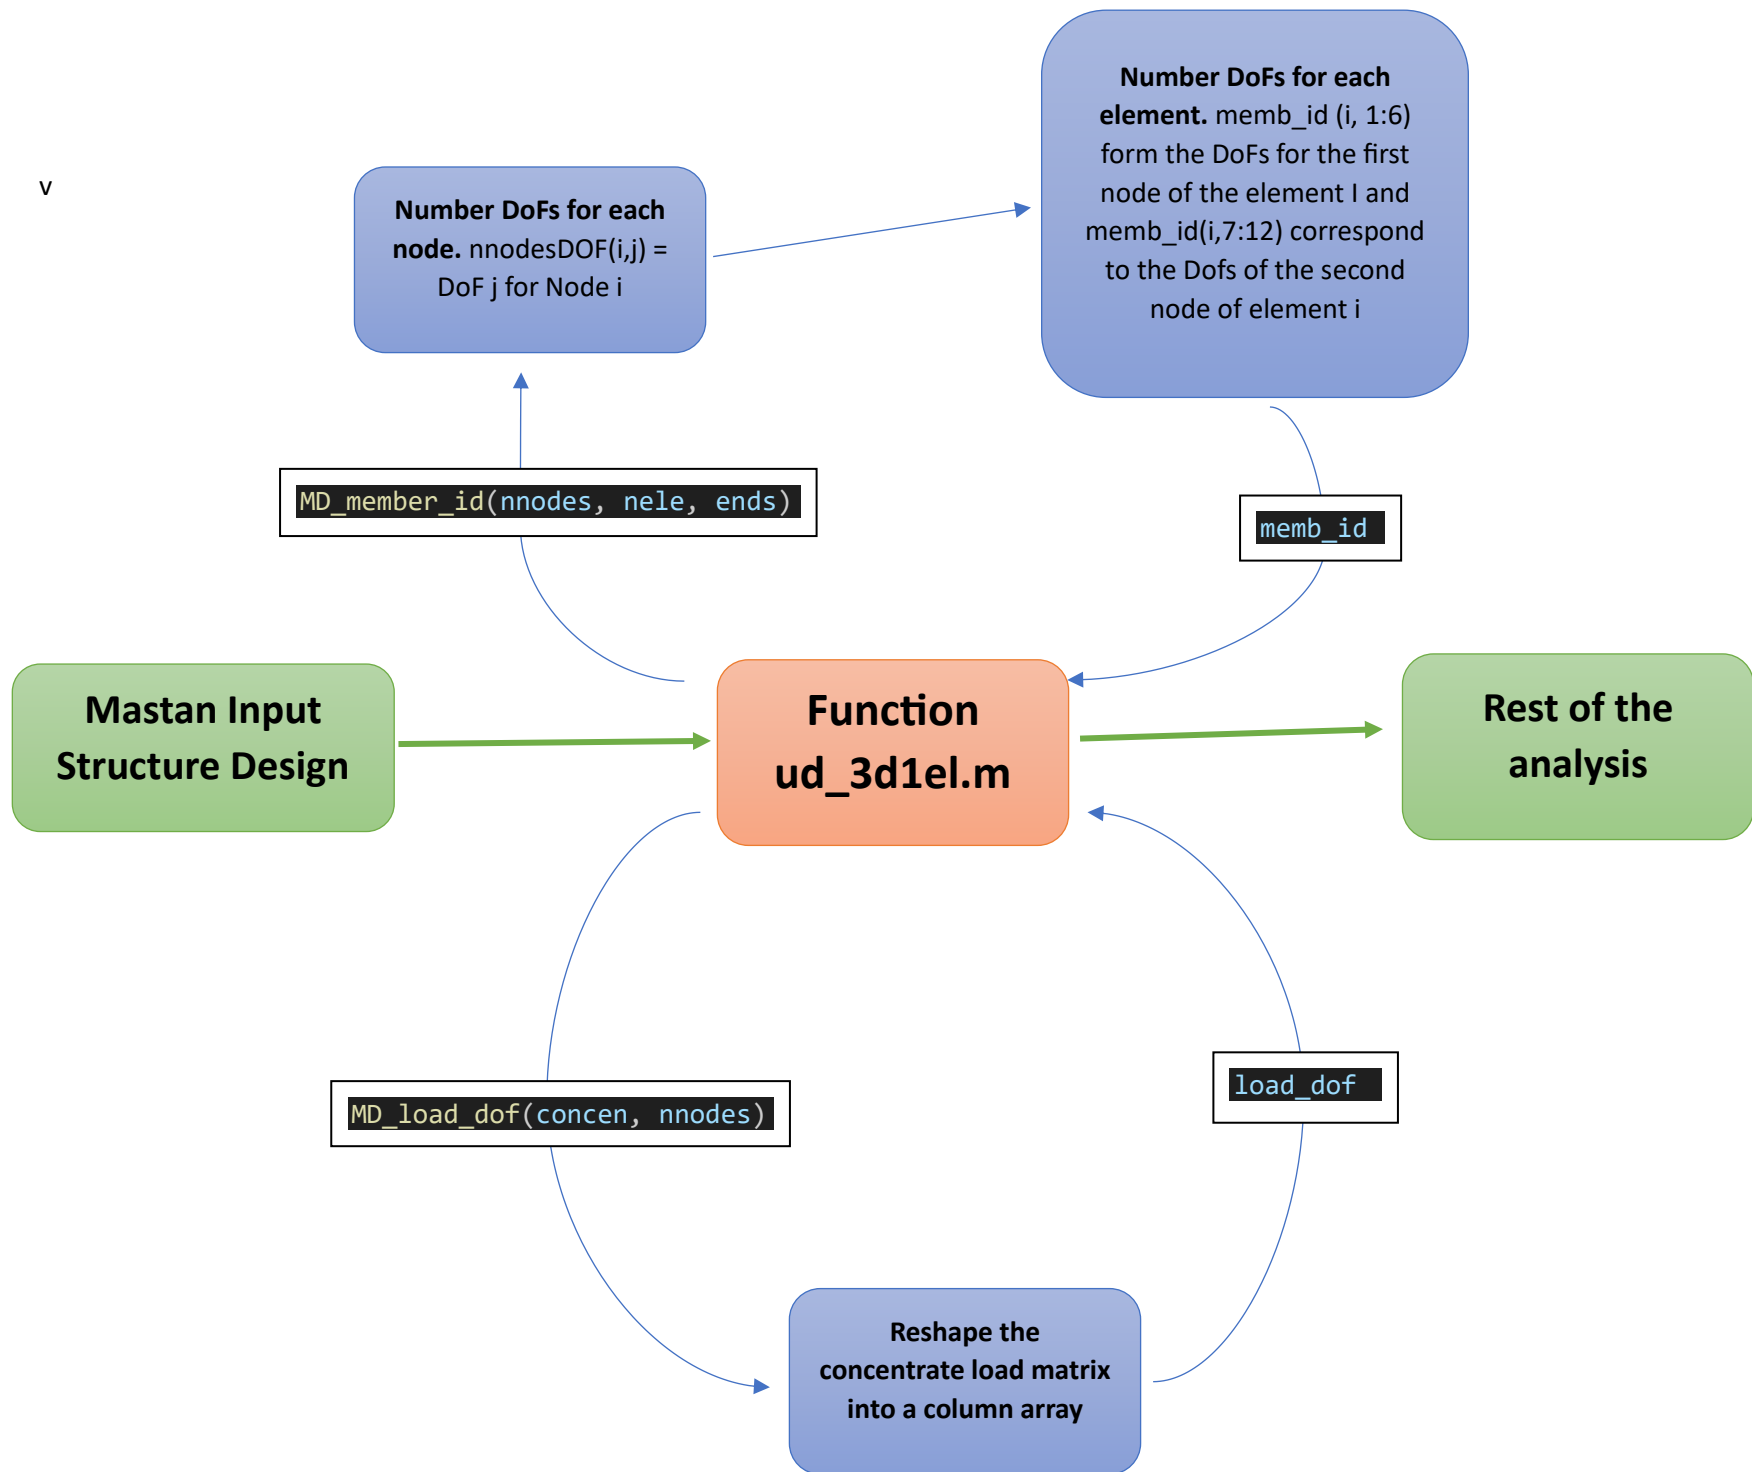 v
Number DoFs for each
node. nnodesDOF(i,j) =
DoF j for Node i
Number DoFs for each
element. memb_id (i, 1:6)
form the DoFs for the first
node of the element I and
memb_id(i,7:12) correspond
to the Dofs of the second
node of element i
MD_member_id(nnodes, nele, ends)
memb_id
Mastan Input
Structure Design
Function
ud_3d1el.m
Rest of the
analysis
MD_load_dof(concen, nnodes)
load_dof
Reshape the
concentrate load matrix
into a column array